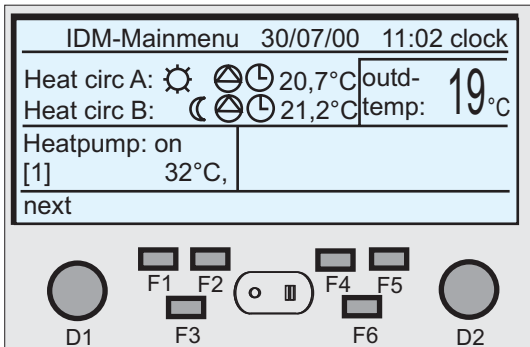 IDM-Mainmenu 30/07/00 11:02 clock
Heat circ A: 20,7°C outd- 19°C
Heat circ B: 21,2°C temp:
Heatpump: on
[1] 32°C,
next
F1 F2 F4 F5
D1 F3 F6 D2